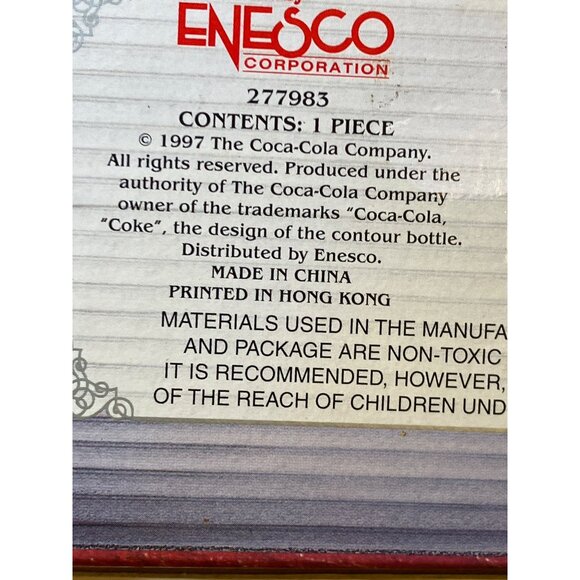 ENESCO
CORPORATION
277983
CONTENTS: 1 PIECE
© 1997 The Coca-Cola Company.
All rights reserved. Produced under the
authority of The Coca-Cola Company
owner of the trademarks "Coca-Cola,
"Coke", the design of the contour bottle.
Distributed by Enesco.
MADE IN CHINA
PRINTED IN HONG KONG
MATERIALS USED IN THE MANUFA
AND PACKAGE ARE NON-TOXIC
IT IS RECOMMENDED, HOWEVER,
OF THE REACH OF CHILDREN UND